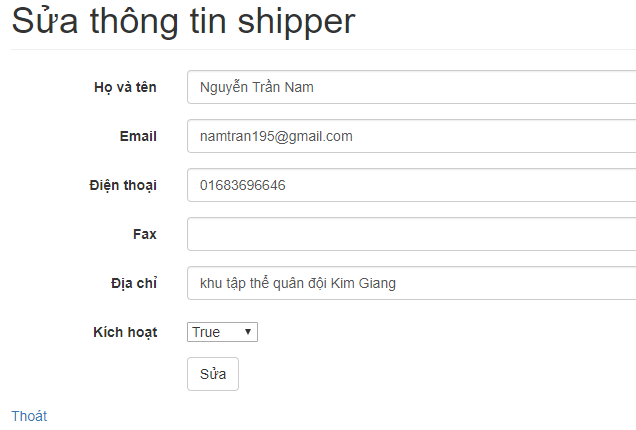 Sửa thông tin shipper
Họ và tên Nguyễn Trần Nam
Email namtran195@gmail.com
Điện thoại 01683696646
Fax
Địa chỉ khu tập thể quân đội Kim Giang
Kích hoạt True
Sửa
Thoát